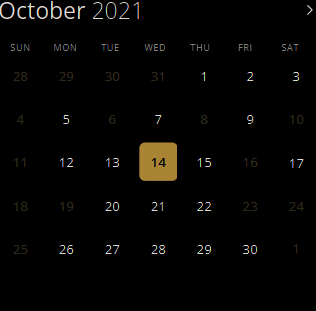 October 2021
SUN MON TUE WED THU FRI SAT
28 29 30 31 1 2 3
4 5 6 7 8 9 10
11 12 13 14 15 16 17
18 19 20 21 22 23 24
25 26 27 28 29 30 1